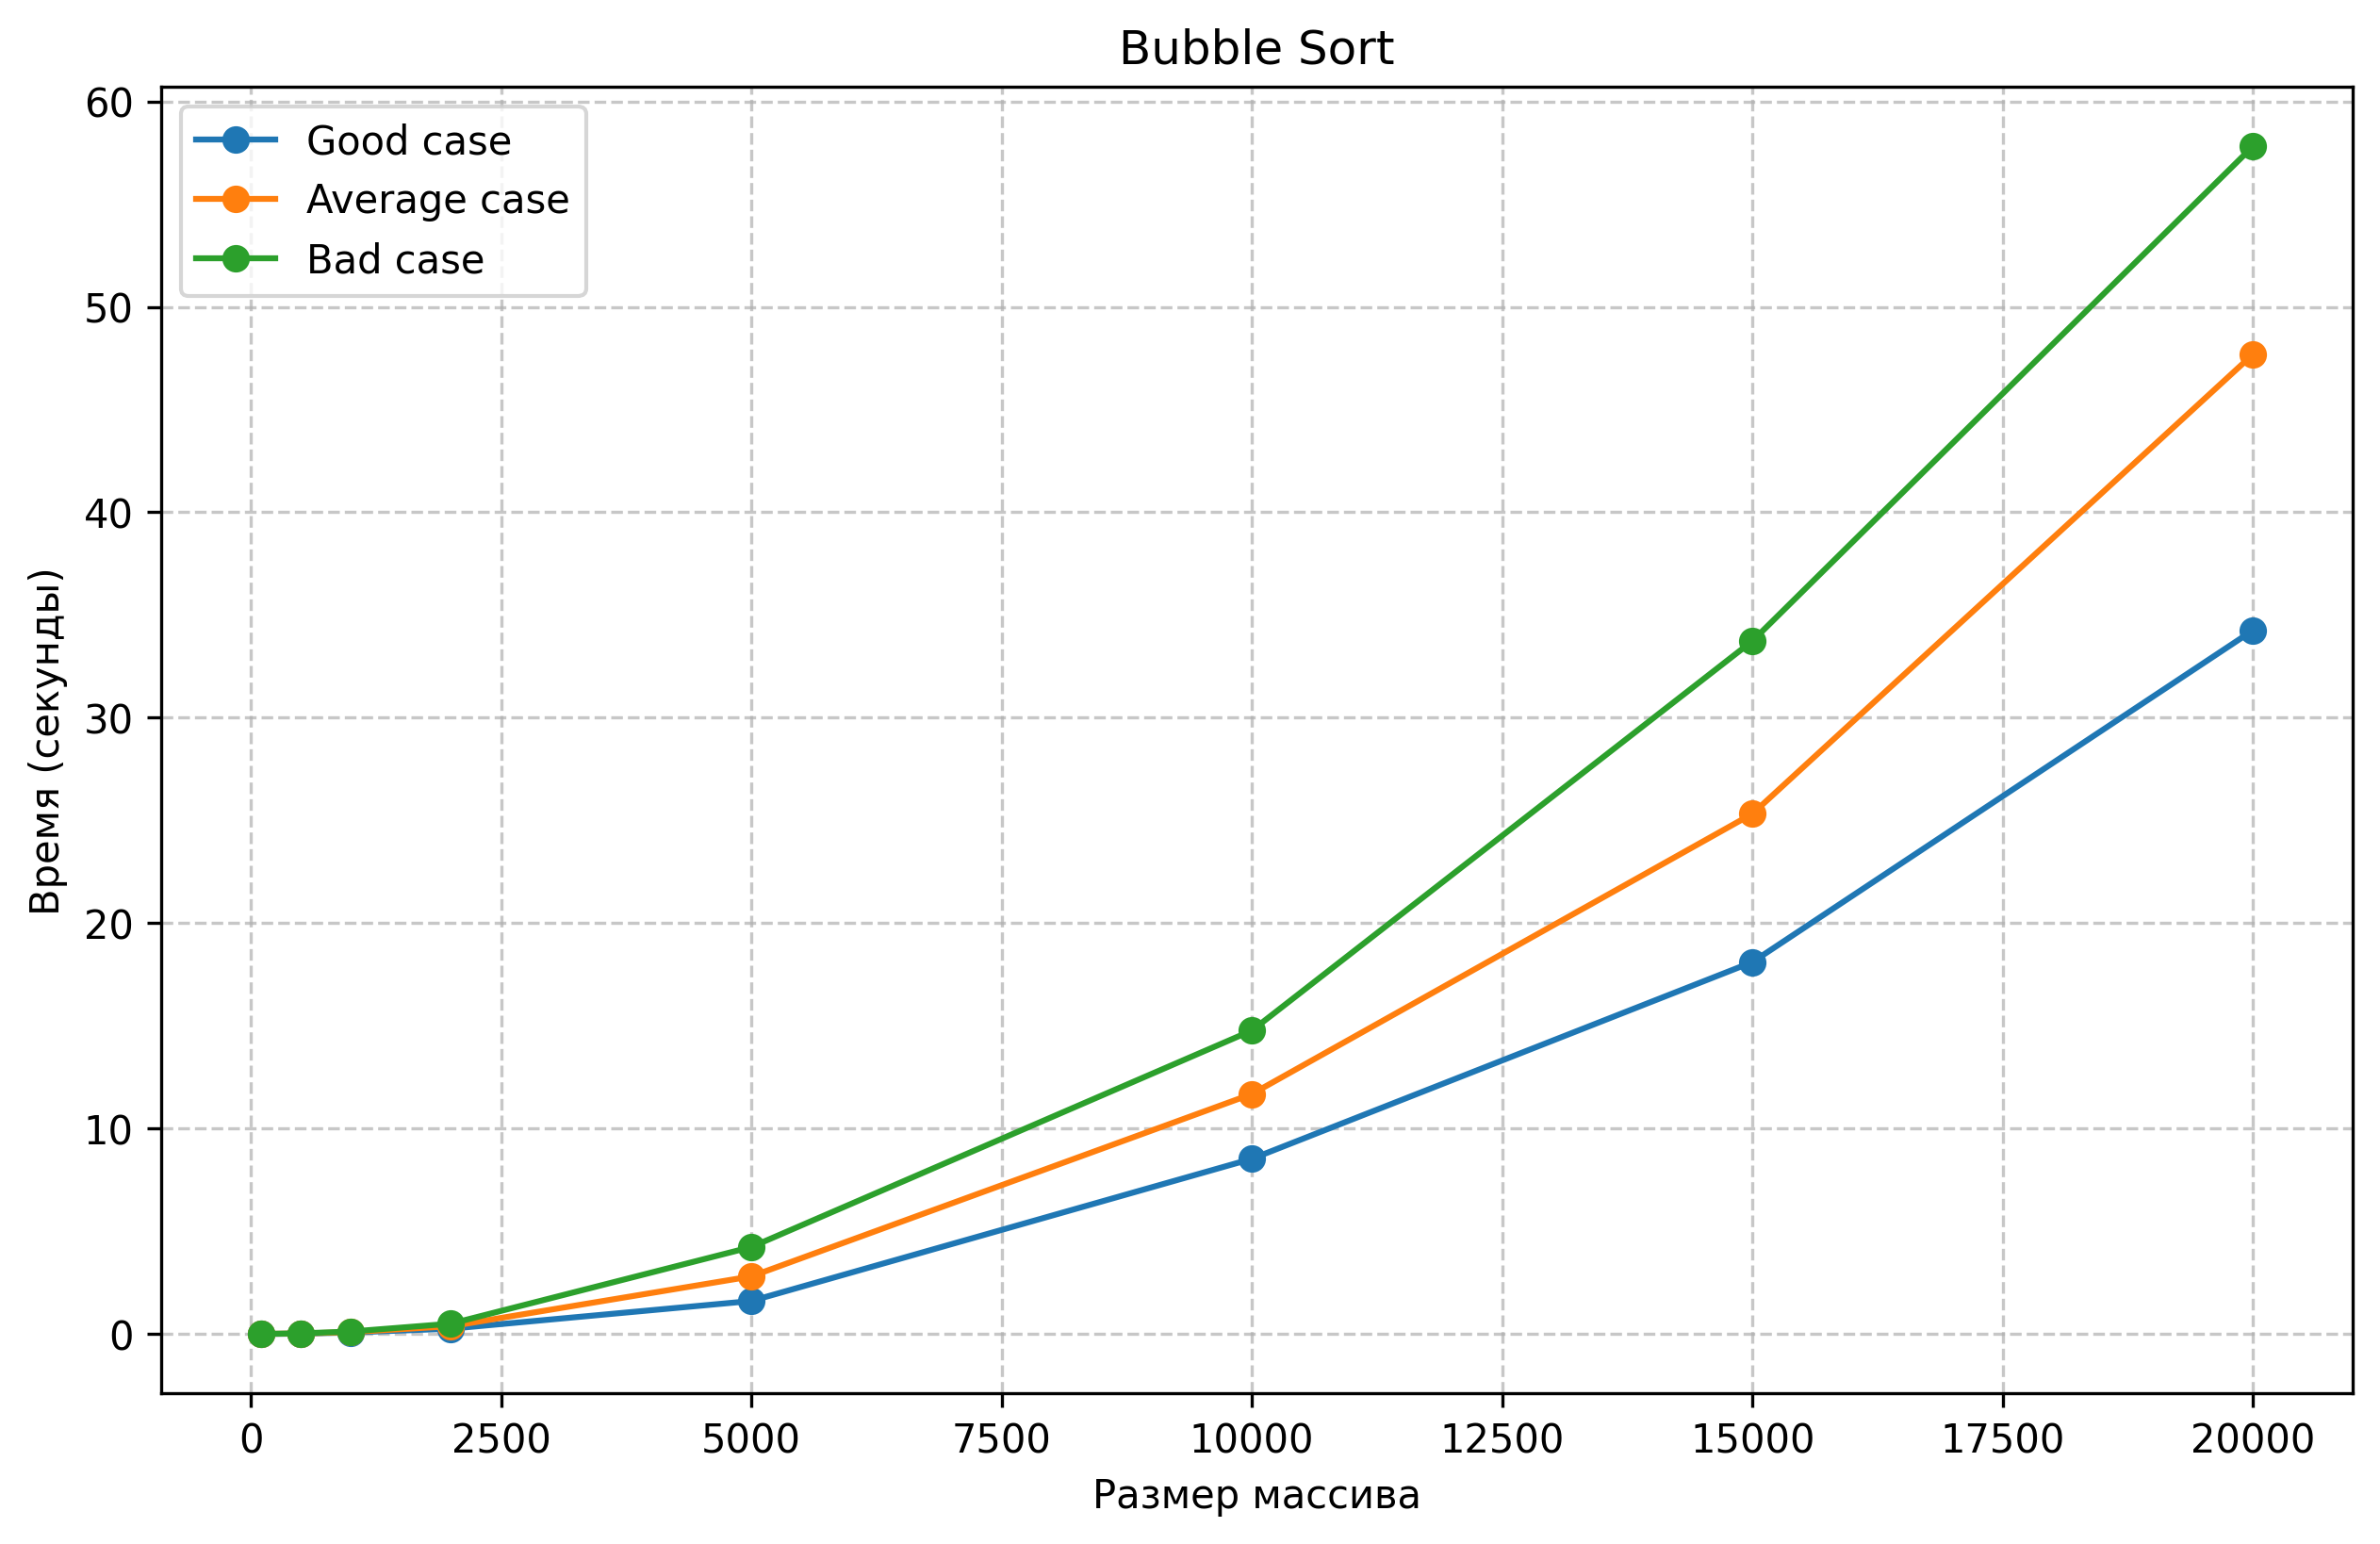 Bubble Sort
Good case
Average case
Bad case
60
50
40
30
20
10
0
Время (секунды)
0 2500 5000 7500 10000 12500 15000 17500 20000
Размер массива